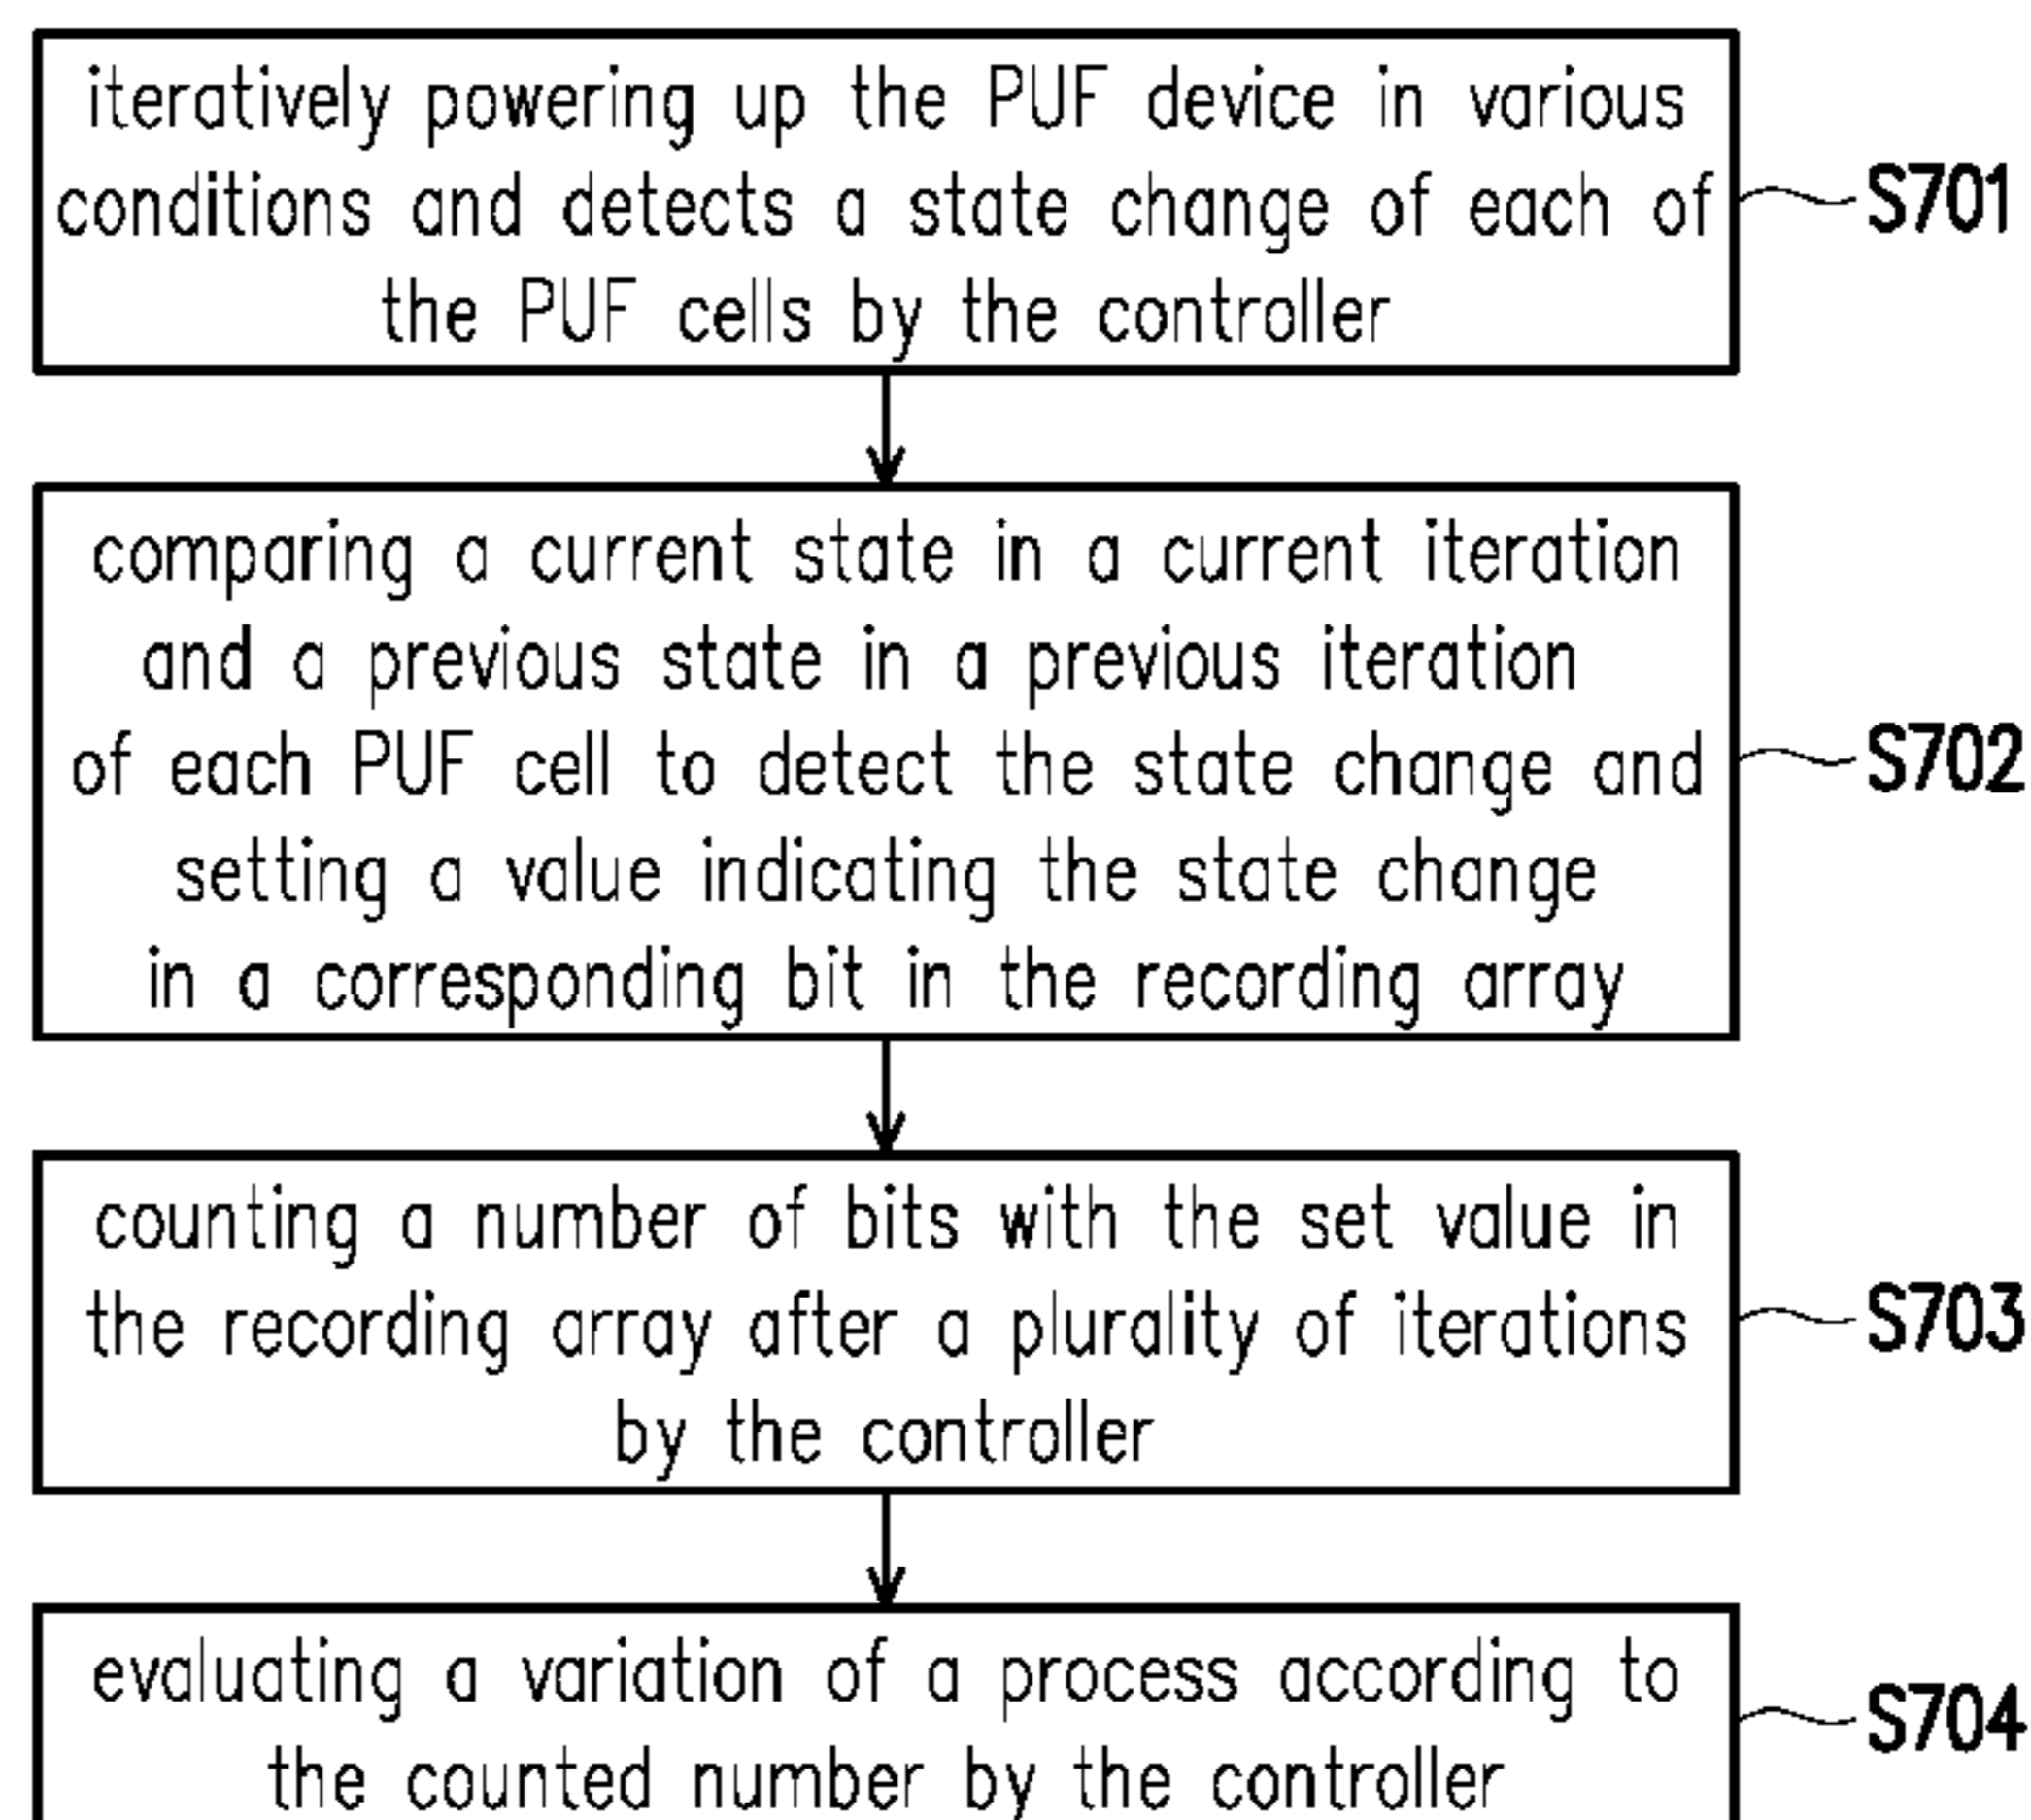 iteratively powering up the PUF device in various
conditions and detects a state change of each of
the PUF cells by the controller
S701
comparing a current state in a current iteration
and a previous state in a previous iteration
of each PUF cell to detect the state change and
setting a value indicating the state change
in a corresponding bit in the recording array
S702
counting a number of bits with the set value in
the recording array after a plurality of iterations
by the controller
S703
evaluating a variation of a process according to
the counted number by the controller
S704